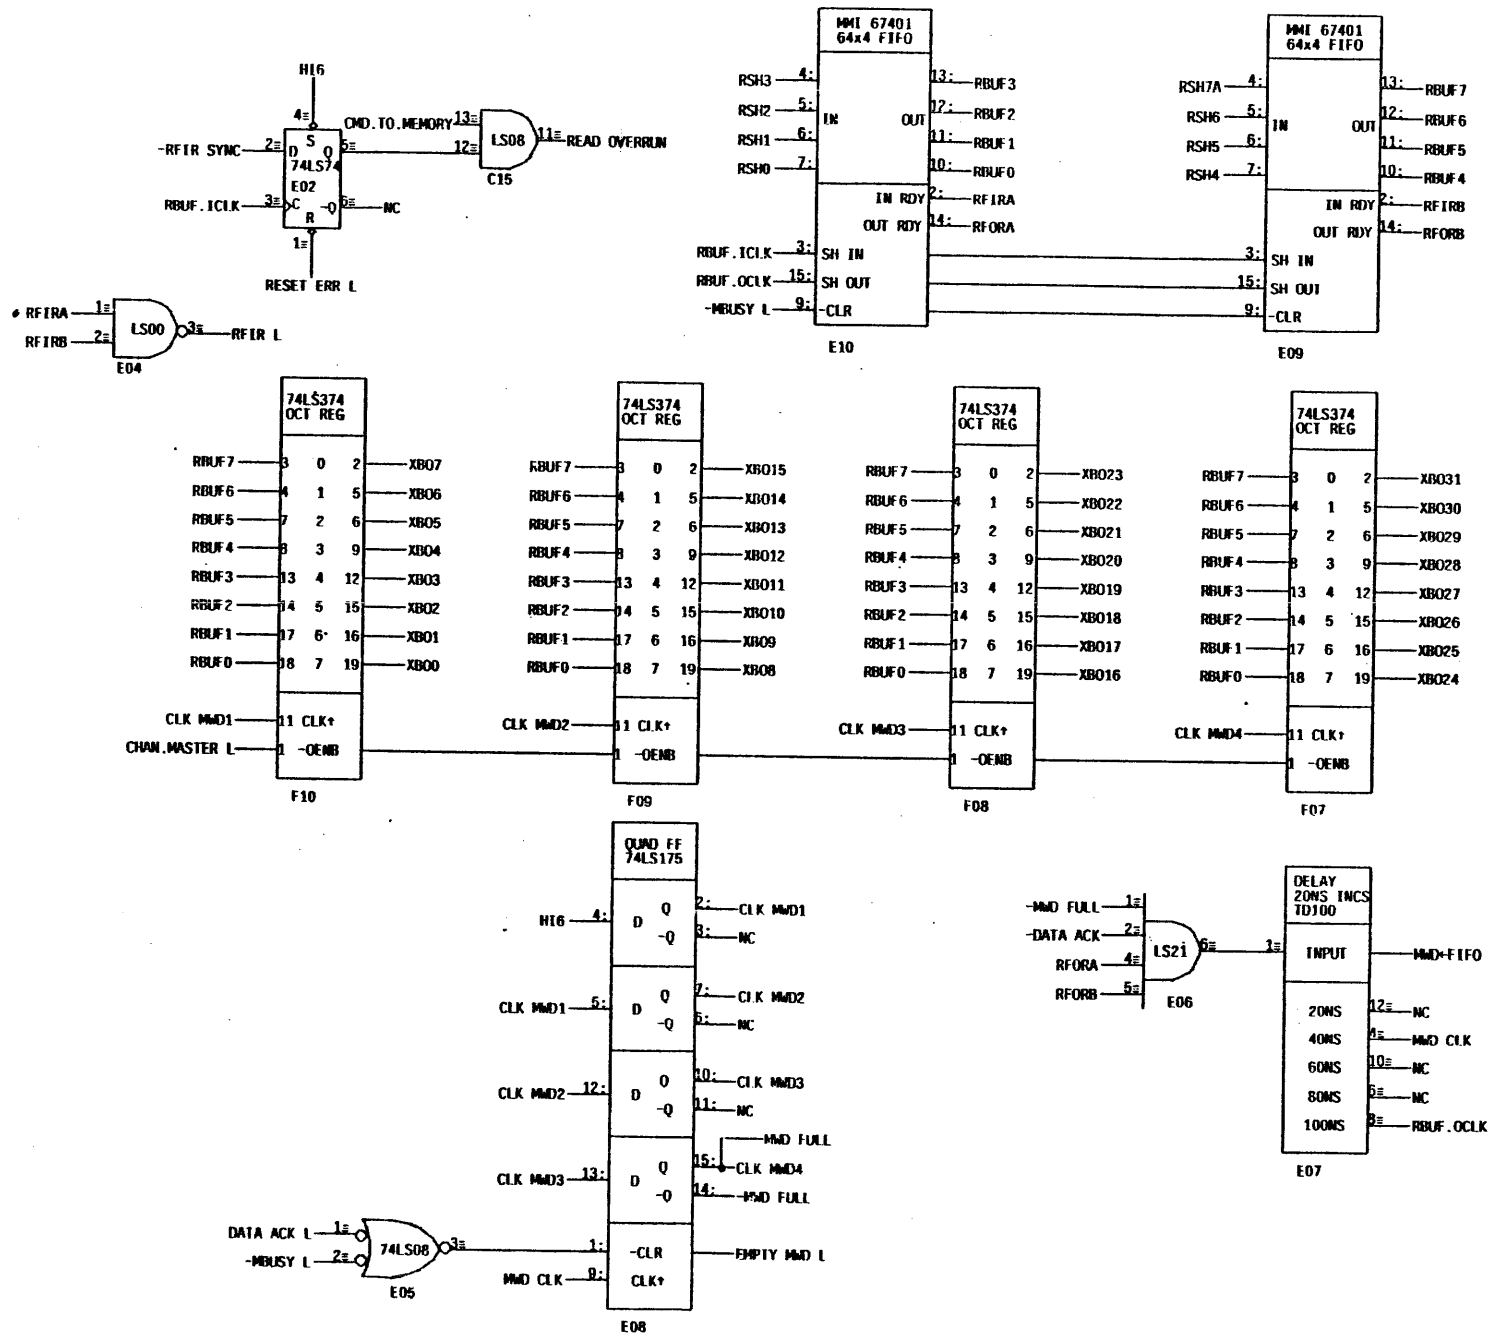 HI6
4≡
S
-RFIR SYNC 2≡ D Q 5≡
74LS74
E02
RBUF.ICLK 3≡ C -Q 6≡ NC
R
1≡
RESET ERR L
CMD.TO.MEMORY 13≡
12≡
LS08
11≡ READ OVERRUN
C15
RFIRA 1≡
RFIRB 2≡
LS00
3≡ RFIR L
E04
MMI 67401
64x4 FIFO
RSH3 4: 13: RBUF3
RSH2 5: IN OUT 12: RBUF2
RSH1 6: 11: RBUF1
RSH0 7: 10: RBUF0
IN RDY 2: RFIRA
OUT RDY 14: RFORA
RBUF.ICLK 3: SH IN
RBUF.OCLK 15: SH OUT
-MBUSY L 9: -CLR
E10
MMI 67401
64x4 FIFO
RSH7A 4: 13: RBUF7
RSH6 5: IN OUT 12: RBUF6
RSH5 6: 11: RBUF5
RSH4 7: 10: RBUF4
IN RDY 2: RFIRB
OUT RDY 14: RFORB
3: SH IN
15: SH OUT
9: -CLR
E09
74LS374
OCT REG
RBUF7 3 0 2 XBO7
RBUF6 4 1 5 XBO6
RBUF5 7 2 6 XBO5
RBUF4 8 3 9 XBO4
RBUF3 13 4 12 XBO3
RBUF2 14 5 15 XBO2
RBUF1 17 6 16 XBO1
RBUF0 18 7 19 XBO0
CLK MWD1 11 CLK↑
CHAN.MASTER L 1 -OENB
F10
74LS374
OCT REG
RBUF7 3 0 2 XBO15
RBUF6 4 1 5 XBO14
RBUF5 7 2 6 XBO13
RBUF4 8 3 9 XBO12
RBUF3 13 4 12 XBO11
RBUF2 14 5 15 XBO10
RBUF1 17 6 16 XBO9
RBUF0 18 7 19 XBO8
CLK MWD2 11 CLK↑
1 -OENB
F09
74LS374
OCT REG
RBUF7 3 0 2 XBO23
RBUF6 4 1 5 XBO22
RBUF5 7 2 6 XBO21
RBUF4 8 3 9 XBO20
RBUF3 13 4 12 XBO19
RBUF2 14 5 15 XBO18
RBUF1 17 6 16 XBO17
RBUF0 18 7 19 XBO16
CLK MWD3 11 CLK↑
1 -OENB
F08
74LS374
OCT REG
RBUF7 3 0 2 XBO31
RBUF6 4 1 5 XBO30
RBUF5 7 2 6 XBO29
RBUF4 8 3 9 XBO28
RBUF3 13 4 12 XBO27
RBUF2 14 5 15 XBO26
RBUF1 17 6 16 XBO25
RBUF0 18 7 19 XBO24
CLK MWD4 11 CLK↑
1 -OENB
F07
QUAD FF
74LS175
HI6 4: D Q 2: CLK MWD1
-Q 3: NC
CLK MWD1 5: D Q 7: CLK MWD2
-Q 6: NC
CLK MWD2 12: D Q 10: CLK MWD3
-Q 11: NC
MWD FULL
CLK MWD3 13: D Q 15: CLK MWD4
-Q 14: -MWD FULL
DATA ACK L 1≡
-MBUSY L 2≡
74LS08
3≡
E05
1: -CLR EMPTY MWD L
MWD CLK 9: CLK↑
E08
-MWD FULL 1≡
-DATA ACK 2≡
RFORA 4≡
RFORB 5≡
LS21
6≡
E06
DELAY
20NS INCS
TD100
1≡ INPUT MWD←FIFO
20NS 12≡ NC
40NS 4≡ MWD CLK
60NS 10≡ NC
80NS 6≡ NC
100NS 8≡ RBUF.OCLK
E07